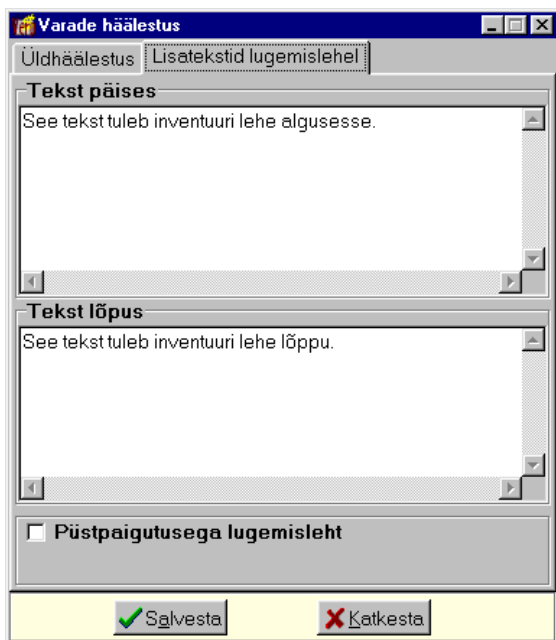 Varade häälestus
Üldhäälestus Lisatekstid lugemislehel
Tekst päises
See tekst tuleb inventuuri lehe algusesse.
Tekst lõpus
See tekst tuleb inventuuri lehe lõppu.
Püstpaigutusega lugemisleht
Salvesta Katkesta